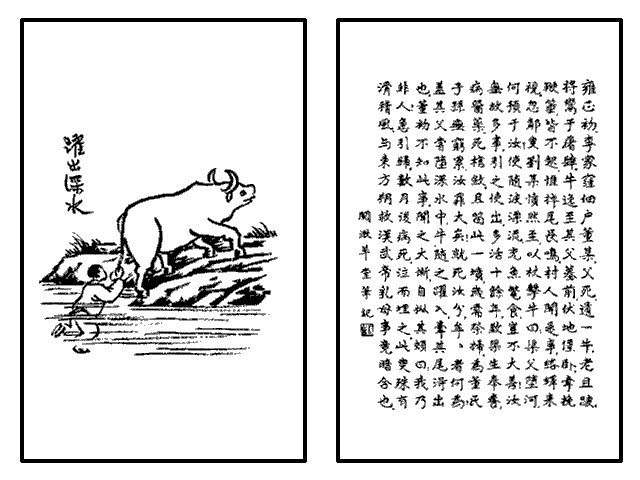 躍出深水
雍正初李家窪佃户董某父死遺一牛老且跛
將鬻于屠肆牛逸至其父墓前伏地僵卧牽挽
鞭箠皆不起惟掉尾長鳴村人聞是事絡繹來
視忽鄰叟劉某憤然至以杖擊牛曰渠父墮河
何預于汝使隨波漂流充魚鱉食豈不大善汝
無故多事引之使出多活十餘年致渠生奉養
病醫藥死棺斂且留此一墳歲需祭掃為董氏
子孫無窮累汝罪大矣就死汝分牟々者何為
蓋其父嘗墮深水中牛隨之躍入牽其尾得出
也董初不知此事聞之大慚自批其頰曰我乃
非人急引歸數月後病死泣而埋之此叟殊有
滑稽風與東方朔救漢武帝乳母事竟暗合也
閱微草堂筆記